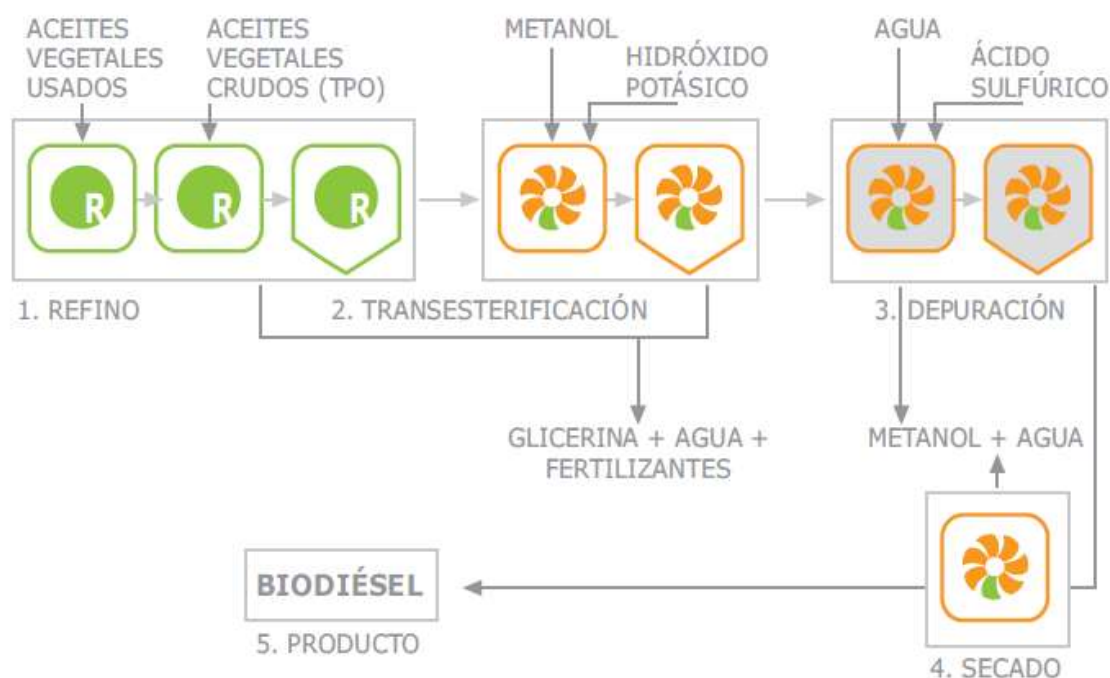 ACEITES
VEGETALES
USADOS
ACEITES
VEGETALES
CRUDOS (TPO)
METANOL
HIDRÓXIDO
POTÁSICO
AGUA
ÁCIDO
SULFÚRICO
R
R
R
1. REFINO
2. TRANSESTERIFICACIÓN
3. DEPURACIÓN
GLICERINA + AGUA +
FERTILIZANTES
METANOL + AGUA
BIODIÉSEL
5. PRODUCTO
4. SECADO